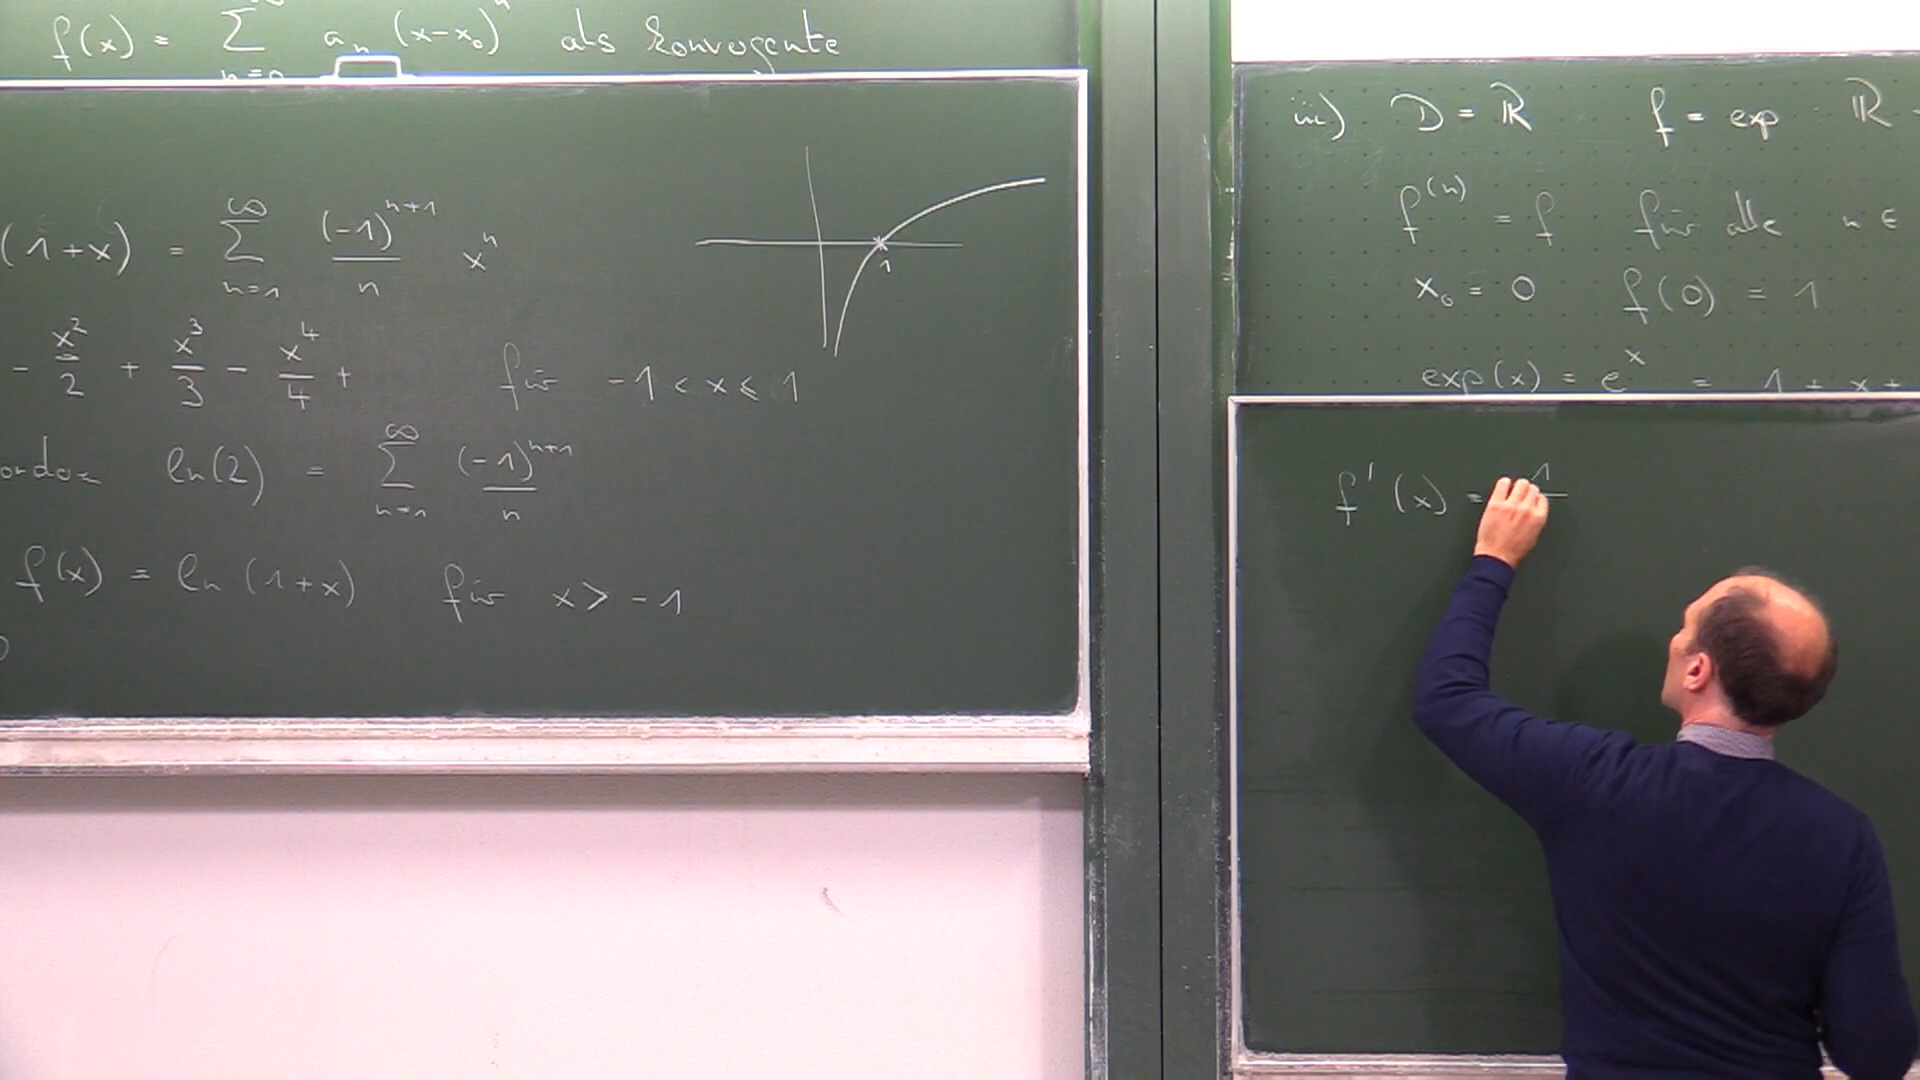 f(x) = ∑ n=0 aₙ (x-x₀)ⁿ als konvergente
(1+x) = ∑_{n=1}^{∞} (-1)^{n+1}/n xⁿ
- x²/2 + x³/3 - x⁴/4 + für -1 < x ≤ 1
ln(2) = ∑_{n=1}^{∞} (-1)^{n+1}/n
f(x) = ln (1+x) für x > -1
1
iii) D = ℝ f = exp ℝ
f⁽ⁿ⁾ = f für alle n ∈
x₀ = 0 f(0) = 1
exp(x) = eˣ = 1 + x +
f'(x) = 1